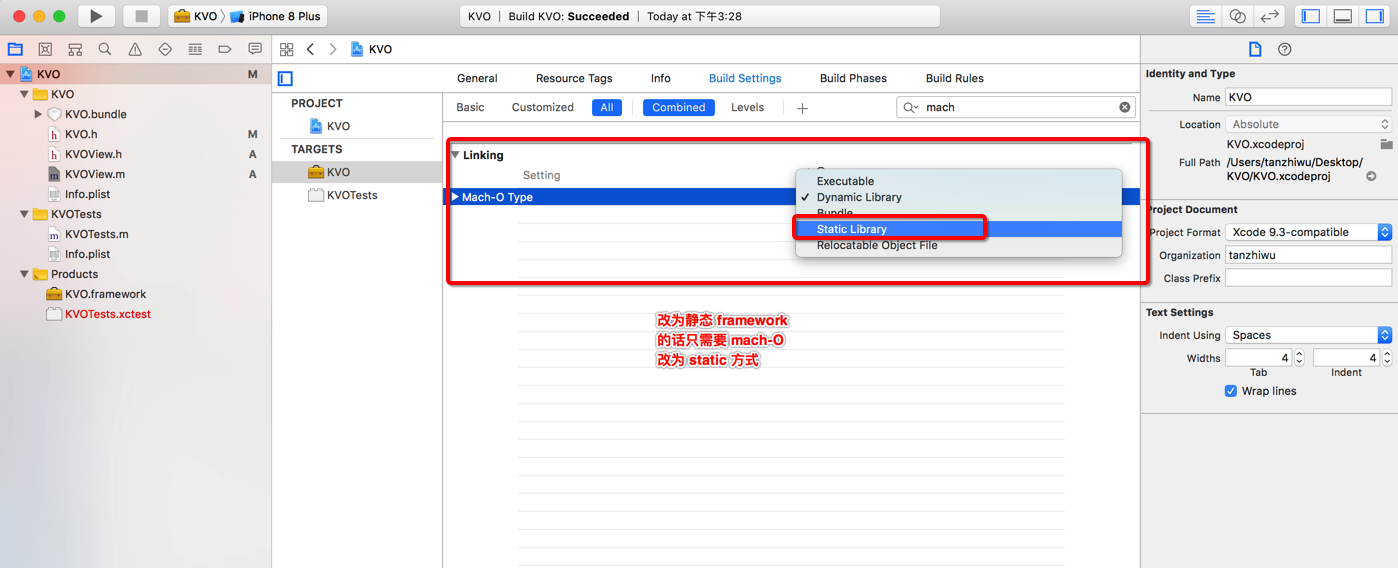 KVO 〉 iPhone 8 Plus
KVO | Build KVO: Succeeded | Today at 下午3:28
KVO
KVO M
KVO
KVO.bundle
KVO.h M
KVOView.h A
KVOView.m A
Info.plist
KVOTests
KVOTests.m
Info.plist
Products
KVO.framework
KVOTests.xctest
General Resource Tags Info Build Settings Build Phases Build Rules
PROJECT
KVO
TARGETS
KVO
KVOTests
Basic Customized All Combined Levels + mach
Linking
Setting
Mach-O Type
Executable
✓ Dynamic Library
Bundle
Static Library
Relocatable Object File
改为静态 framework
的话只需要 mach-O
改为 static 方式
Identity and Type
Name KVO
Location Absolute
KVO.xcodeproj
Full Path /Users/tanzhiwu/Desktop/
KVO/KVO.xcodeproj
Project Document
Project Format Xcode 9.3-compatible
Organization tanzhiwu
Class Prefix
Text Settings
Indent Using Spaces
Widths 4 4
Tab Indent
Wrap lines